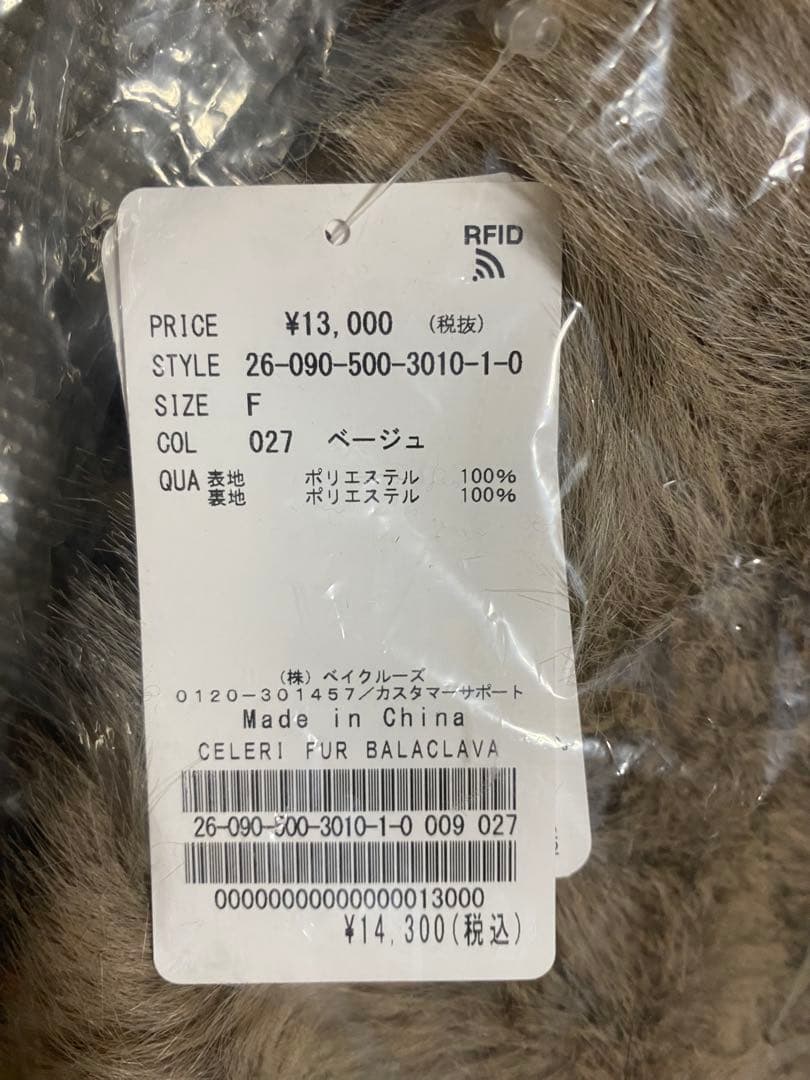 RFID
PRICE ¥13,000 (税抜)
STYLE 26-090-500-3010-1-0
SIZE F
COL 027 ベージュ
QUA 表地 ポリエステル 100%
裏地 ポリエステル 100%
(株) ベイクルーズ
0120-301457/カスタマーサポート
Made in China
CELERI FUR BALACLAVA
26-090-500-3010-1-0 009 027
00000000000000013000
¥14,300(税込)